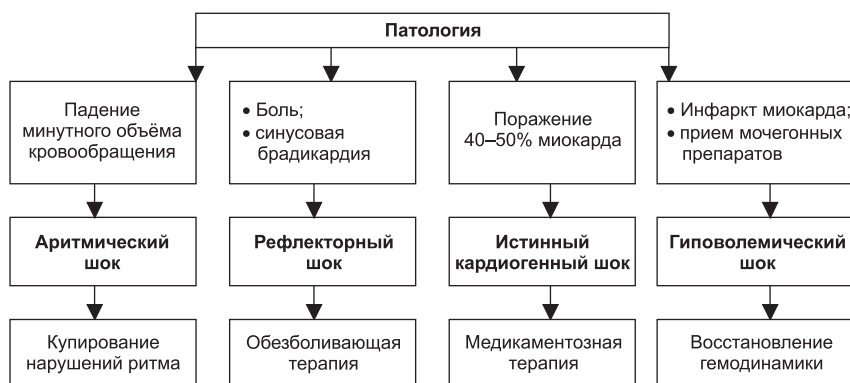 Патология
Падение
минутного объёма
кровообращения
• Боль;
• синусовая
брадикардия
Поражение
40–50% миокарда
• Инфаркт миокарда;
• прием мочегонных
препаратов
Аритмический
шок
Рефлекторный
шок
Истинный
кардиогенный шок
Гиповолемический
шок
Купирование
нарушений ритма
Обезболивающая
терапия
Медикаментозная
терапия
Восстановление
гемодинамики